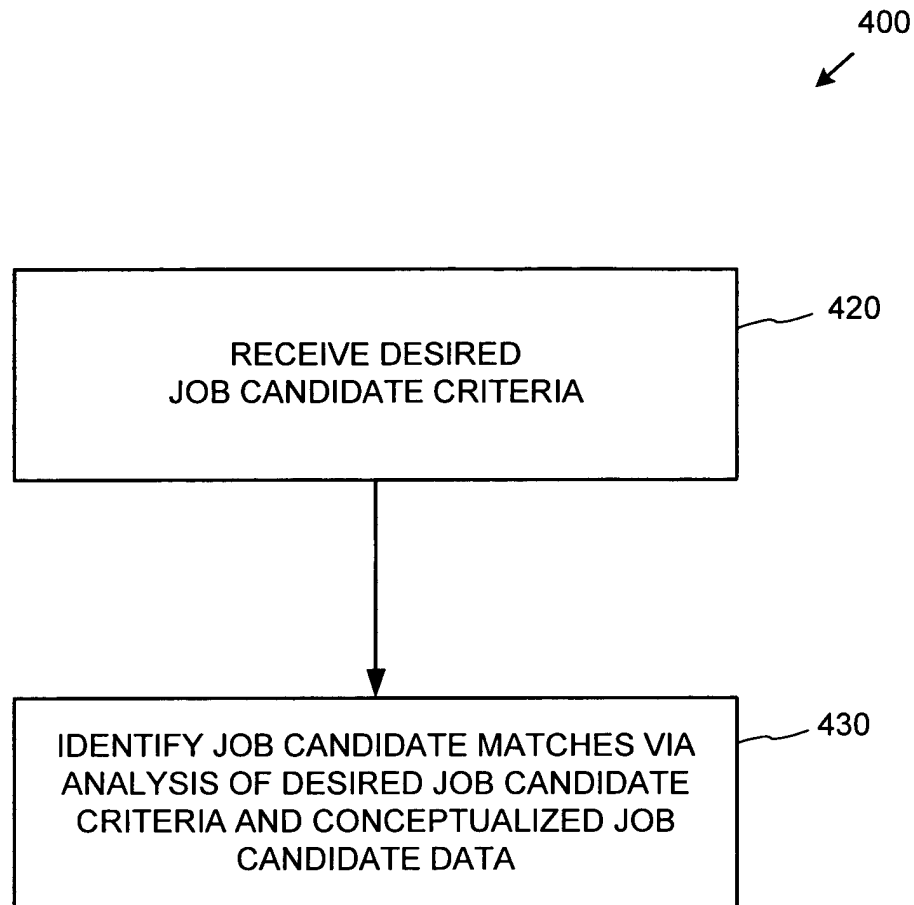 400
RECEIVE DESIRED
JOB CANDIDATE CRITERIA
420
IDENTIFY JOB CANDIDATE MATCHES VIA
ANALYSIS OF DESIRED JOB CANDIDATE
CRITERIA AND CONCEPTUALIZED JOB
CANDIDATE DATA
430